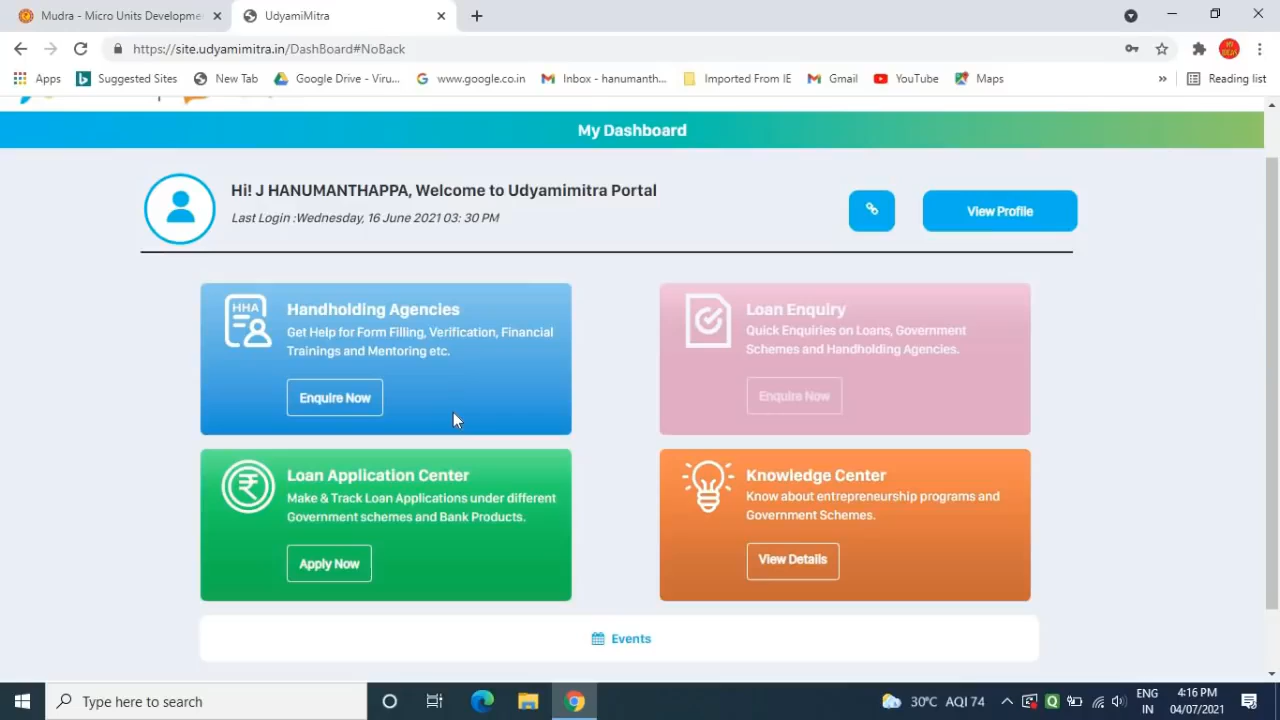 Mudra - Micro Units Developme
UdyamiMitra
https://site.udyamimitra.in/DashBoard#NoBack
Apps
Suggested Sites
New Tab
Google Drive - Viru...
www.google.co.in
Inbox - hanumanth...
Imported From IE
Gmail
YouTube
Maps
»
Reading list
My Dashboard
Hi! J HANUMANTHAPPA, Welcome to Udyamimitra Portal
Last Login :Wednesday, 16 June 2021 03: 30 PM
View Profile
HHA
Handholding Agencies
Get Help for Form Filling, Verification, Financial
Trainings and Mentoring etc.
Enquire Now
Loan Enquiry
Quick Enquiries on Loans, Government
Schemes and Handholding Agencies.
Enquire Now
Loan Application Center
Make & Track Loan Applications under different
Government schemes and Bank Products.
Apply Now
Knowledge Center
Know about entrepreneurship programs and
Government Schemes.
View Details
Events
Type here to search
30°C AQI 74
ENG
IN
4:16 PM
04/07/2021